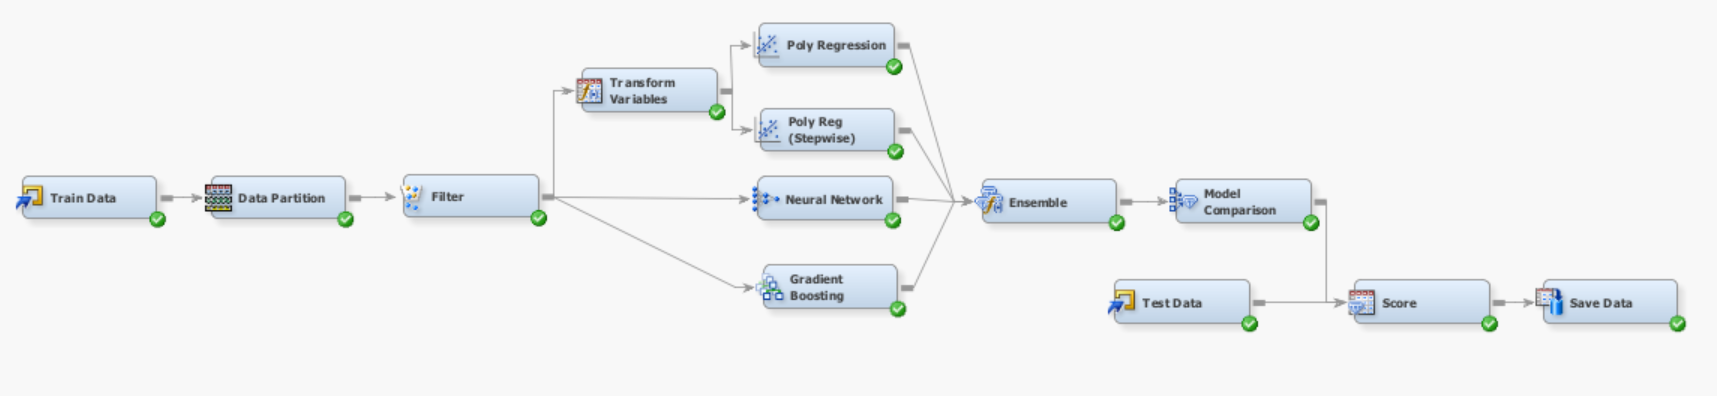 Train Data
Data Partition
Filter
Transform
Variables
Poly Regression
Poly Reg
(Stepwise)
Neural Network
Gradient
Boosting
Ensemble
Model
Comparison
Test Data
Score
Save Data